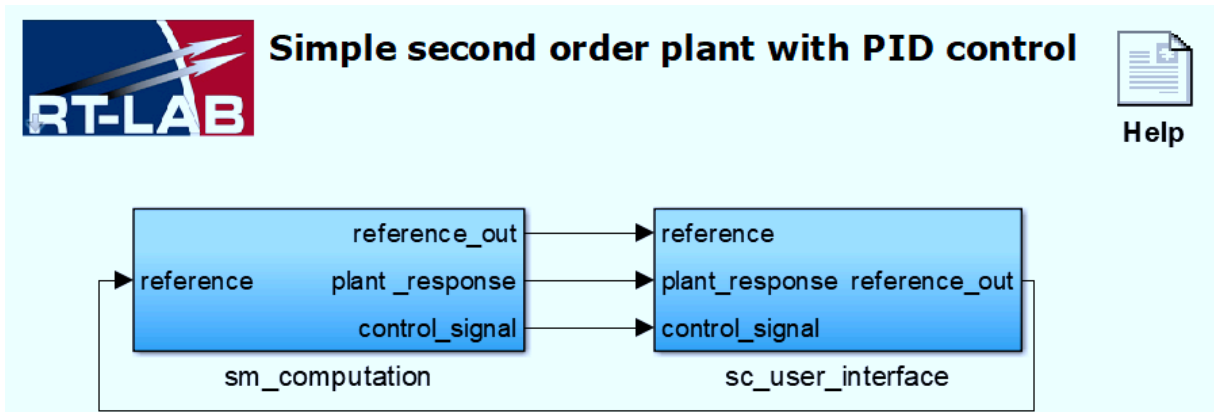 Simple second order plant with PID control
RT-LAB
Help
reference_out
reference
plant _response
control_signal
sm_computation
reference
plant_response
reference_out
control_signal
sc_user_interface